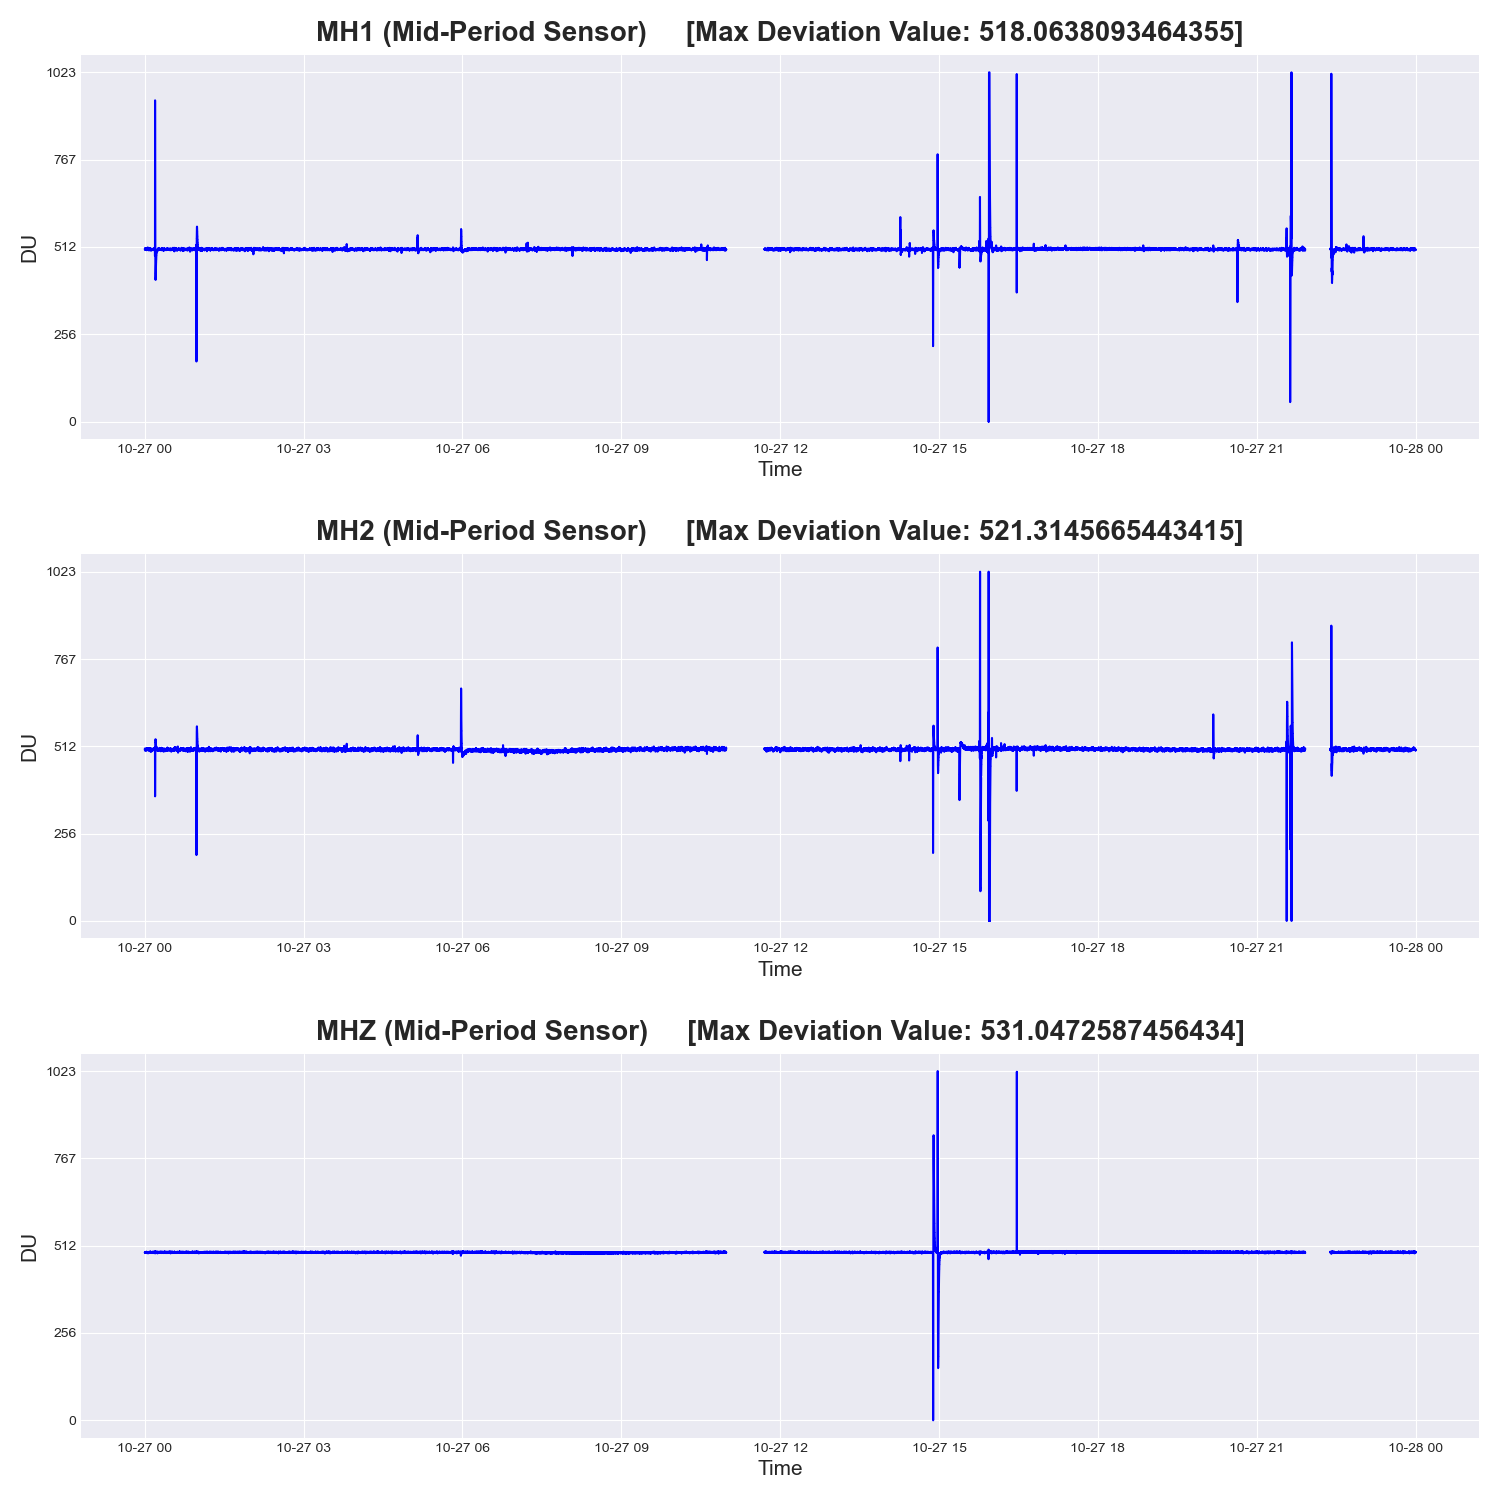 MH1 (Mid-Period Sensor) [Max Deviation Value: 518.0638093464355]
1023
767
512
256
0
DU
10-27 00 10-27 03 10-27 06 10-27 09 10-27 12 10-27 15 10-27 18 10-27 21 10-28 00
Time
MH2 (Mid-Period Sensor) [Max Deviation Value: 521.3145665443415]
1023
767
512
256
0
DU
10-27 00 10-27 03 10-27 06 10-27 09 10-27 12 10-27 15 10-27 18 10-27 21 10-28 00
Time
MHZ (Mid-Period Sensor) [Max Deviation Value: 531.0472587456434]
1023
767
512
256
0
DU
10-27 00 10-27 03 10-27 06 10-27 09 10-27 12 10-27 15 10-27 18 10-27 21 10-28 00
Time